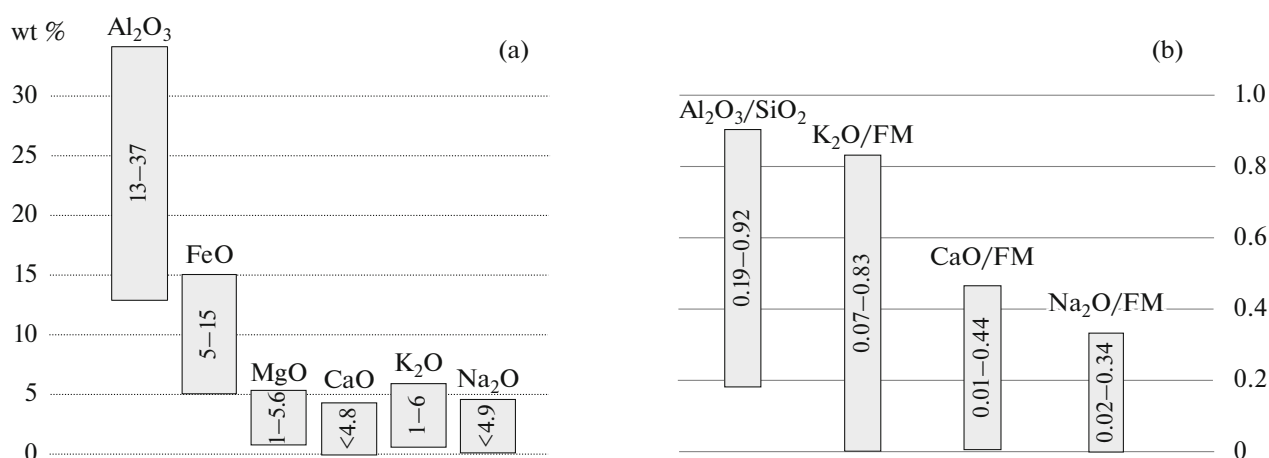 wt %
Al₂O₃
(a)
30
25
20
15
10
5
0
13–37
FeO
5–15
MgO
1–5.6
CaO
<4.8
K₂O
1–6
Na₂O
<4.9
(b)
1.0
0.8
0.6
0.4
0.2
0
Al₂O₃/SiO₂
0.19–0.92
K₂O/FM
0.07–0.83
CaO/FM
0.01–0.44
Na₂O/FM
0.02–0.34